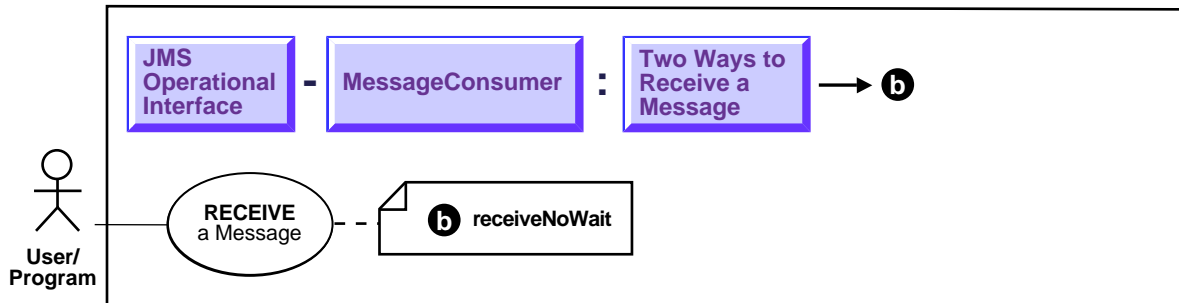 JMS
Operational
Interface
-
MessageConsumer
:
Two Ways to
Receive a
Message
b
RECEIVE
a Message
b receiveNoWait
User/
Program